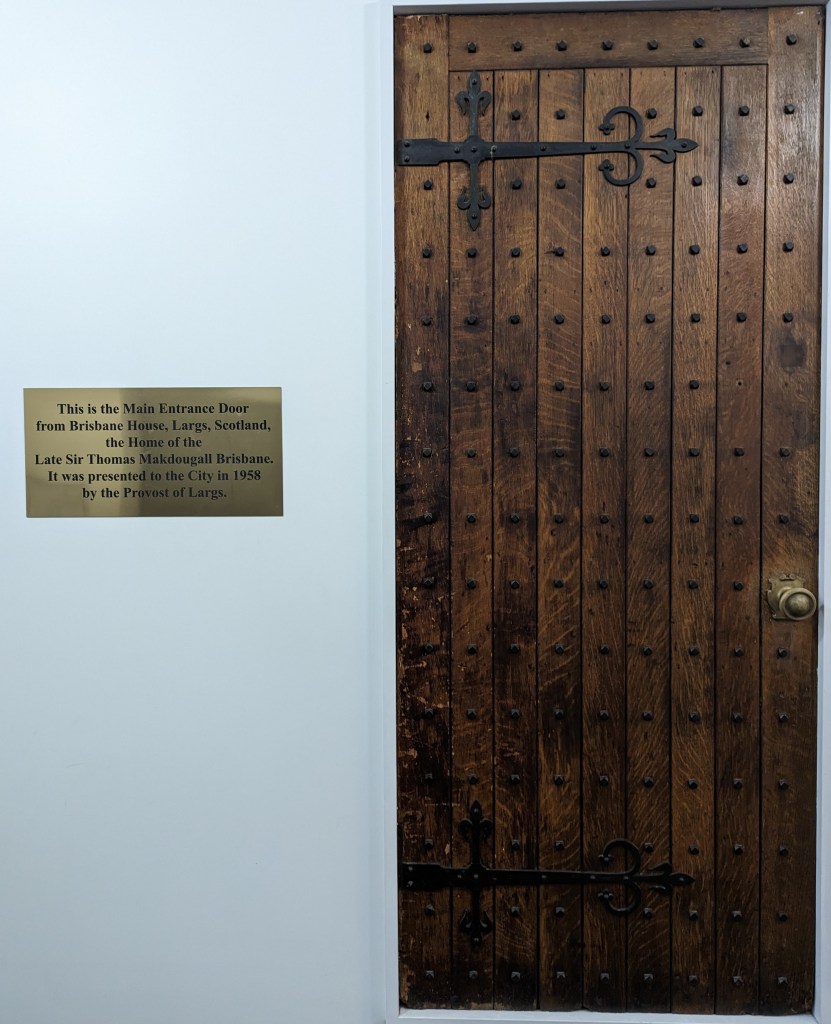 This is the Main Entrance Door
from Brisbane House, Largs, Scotland,
the Home of the
Late Sir Thomas Makdougall Brisbane.
It was presented to the City in 1958
by the Provost of Largs.